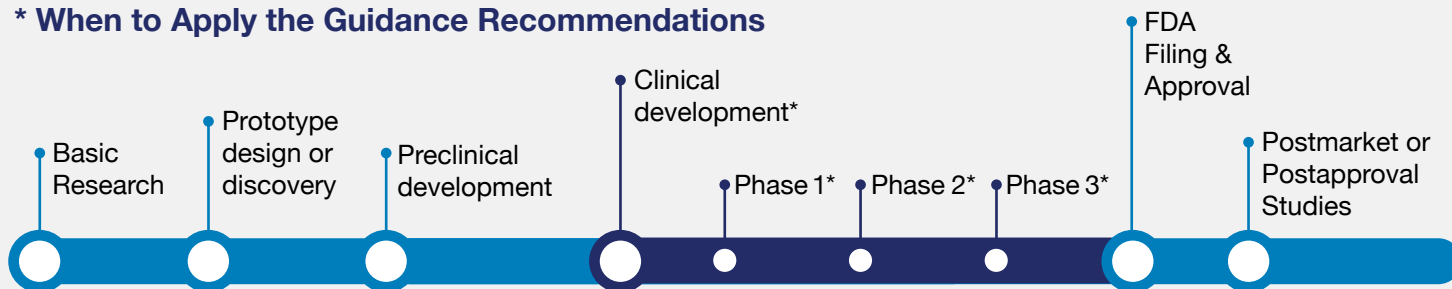 * When to Apply the Guidance Recommendations
Basic
Research
Prototype
design or
discovery
Preclinical
development
Clinical
development*
Phase 1*
Phase 2*
Phase 3*
FDA
Filing &
Approval
Postmarket or
Postapproval
Studies